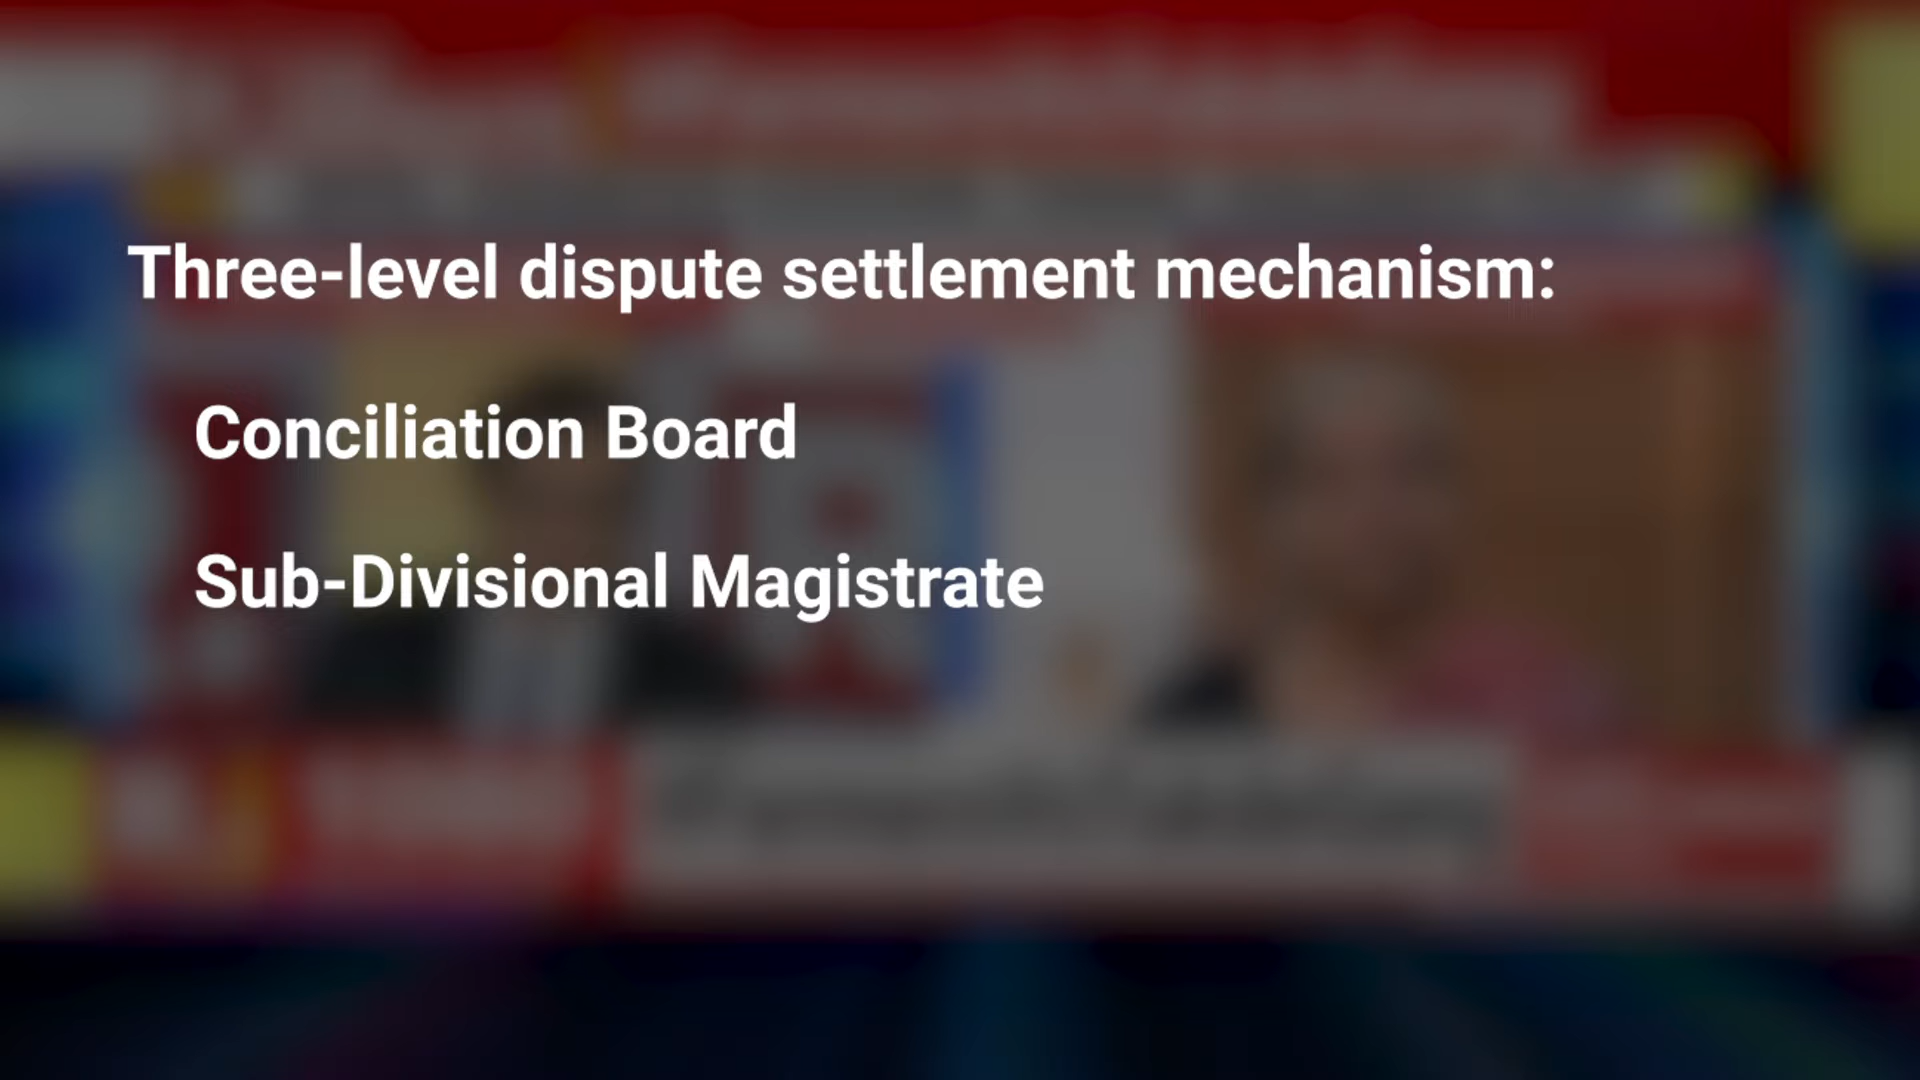 Three-level dispute settlement mechanism:
Conciliation Board
Sub-Divisional Magistrate